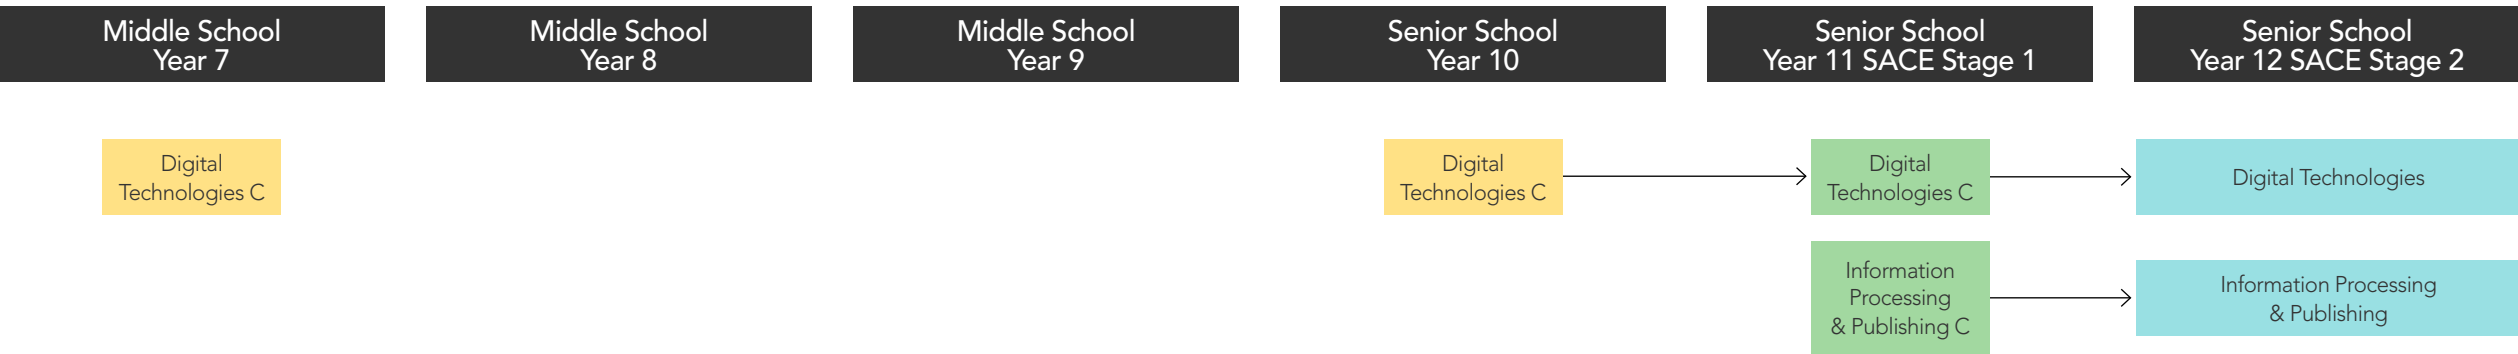 Middle School
Year 7
Middle School
Year 8
Middle School
Year 9
Senior School
Year 10
Senior School
Year 11 SACE Stage 1
Senior School
Year 12 SACE Stage 2
Digital
Technologies C
Digital
Technologies C
Digital
Technologies C
Digital Technologies
Information
Processing
& Publishing C
Information Processing
& Publishing